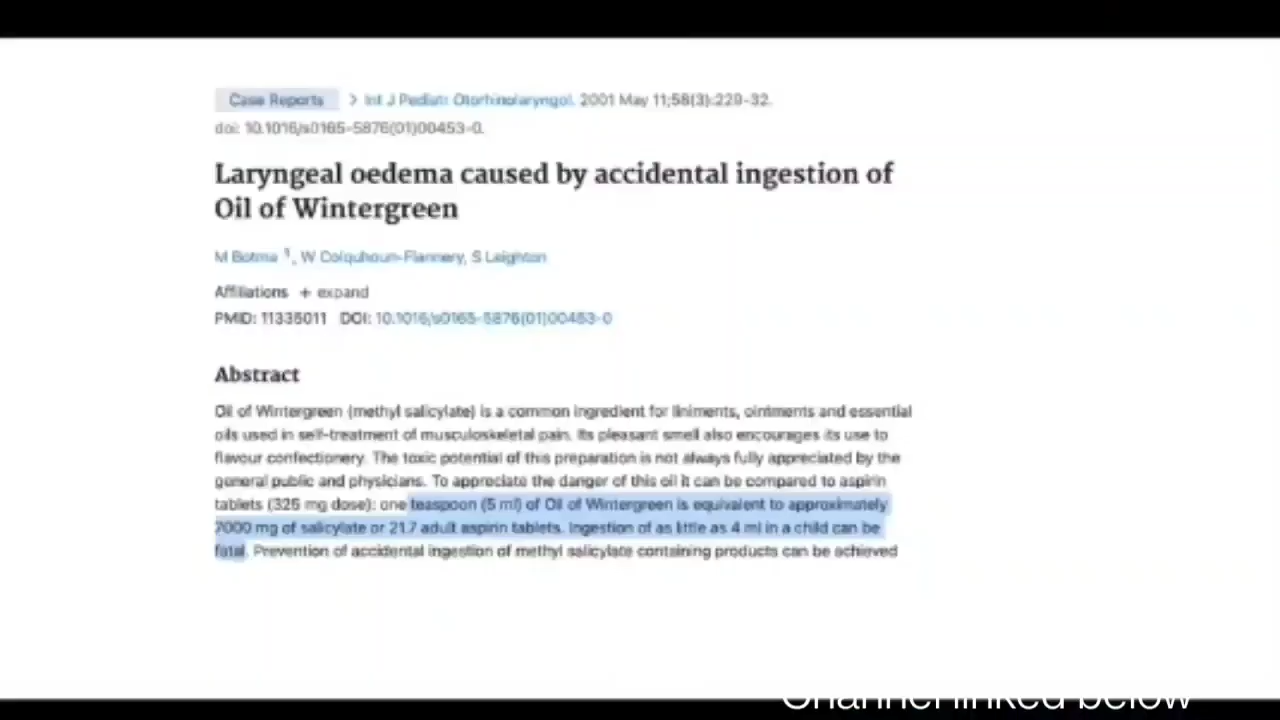 Case Reports > Int J Pediatr Otorhinolaryngol. 2001 May 11;58(3):229-32.
doi: 10.1016/s0165-5876(01)00453-0.
Laryngeal oedema caused by accidental ingestion of
Oil of Wintergreen
M Botma 1, W Colquhoun-Flannery, S Leighton
Affiliations + expand
PMID: 11335011 DOI: 10.1016/s0165-5876(01)00453-0
Abstract
Oil of Wintergreen (methyl salicylate) is a common ingredient for liniments, ointments and essential
oils used in self-treatment of musculoskeletal pain. Its pleasant smell also encourages its use to
flavour confectionery. The toxic potential of this preparation is not always fully appreciated by the
general public and physicians. To appreciate the danger of this oil it can be compared to aspirin
tablets (325 mg dose): one teaspoon (5 ml) of Oil of Wintergreen is equivalent to approximately
7000 mg of salicylate or 21.7 adult aspirin tablets. Ingestion of as little as 4 ml in a child can be
fatal. Prevention of accidental ingestion of methyl salicylate containing products can be achieved
Channel linked below